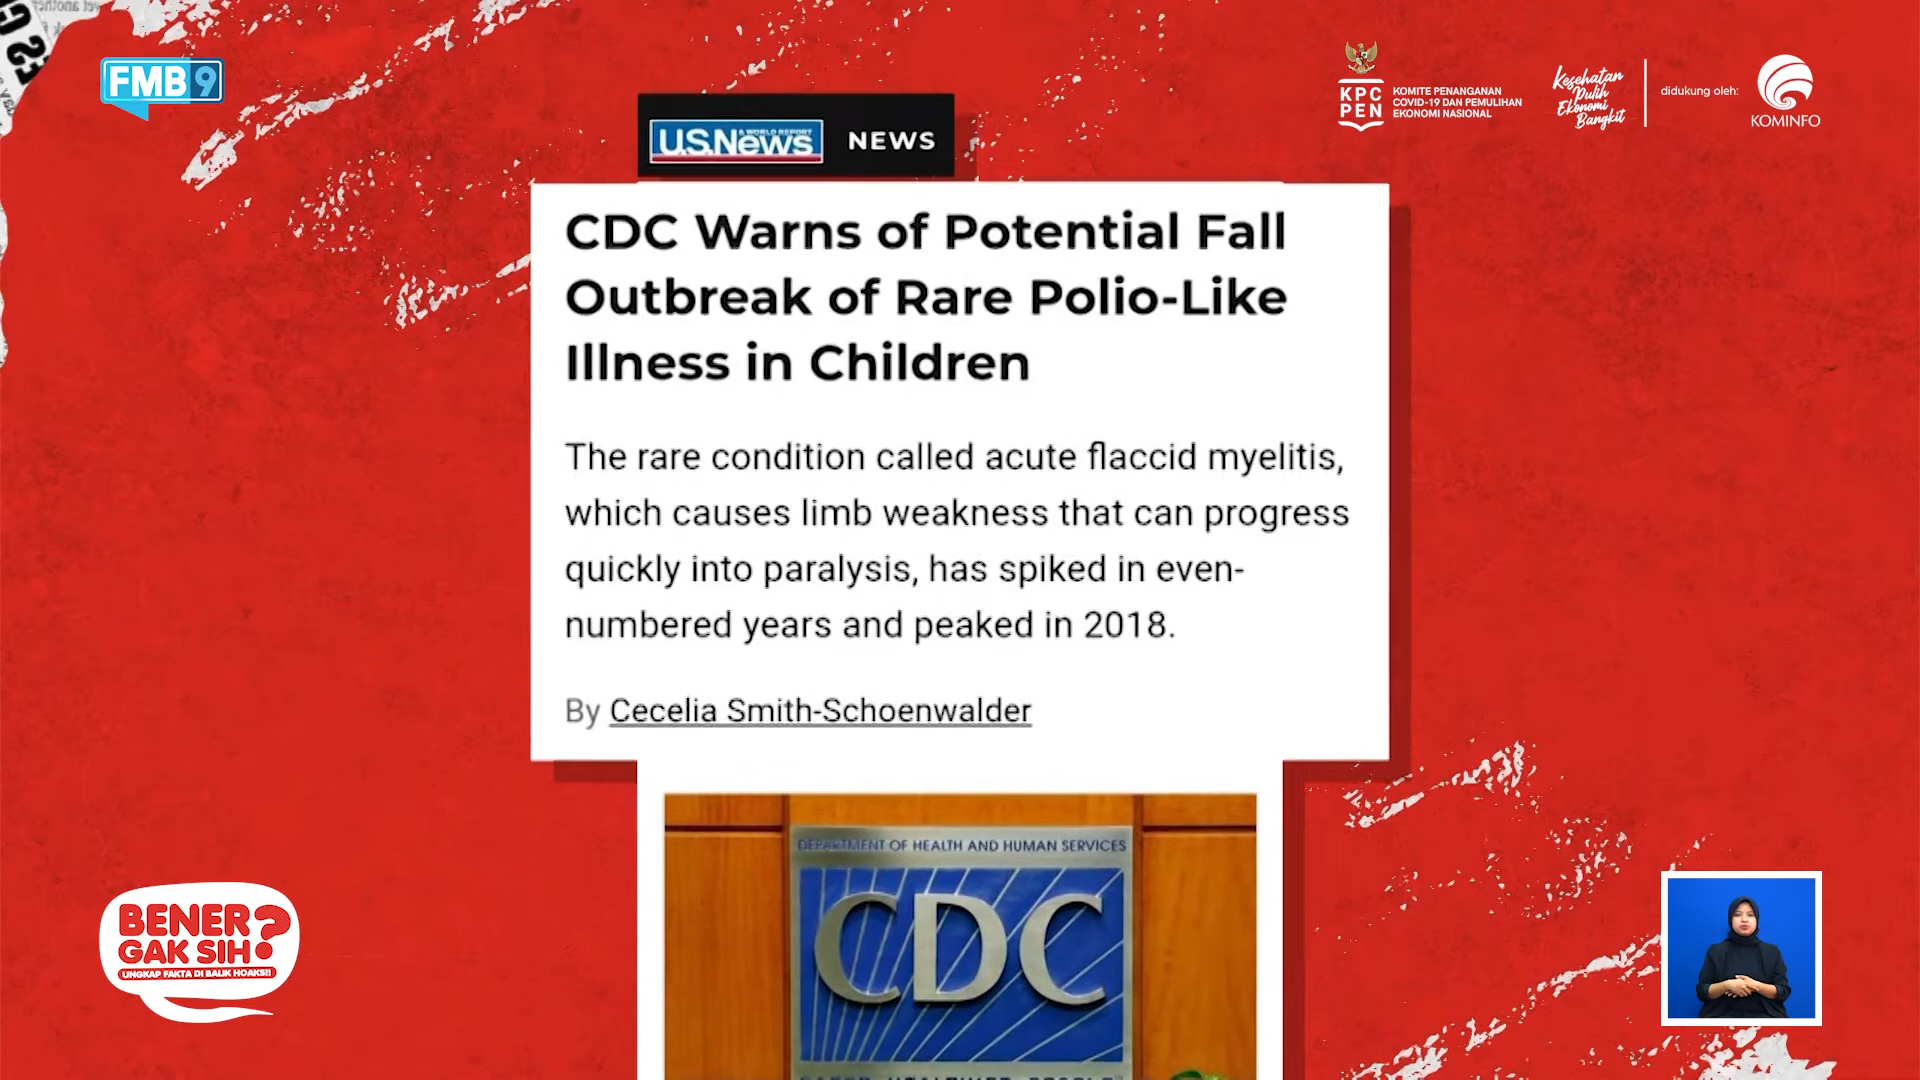 FMB9
KPC
PEN
KOMITE PENANGANAN
COVID-19 DAN PEMULIHAN
EKONOMI NASIONAL
Kesehatan
Pulih
Ekonomi
Bangkit
didukung oleh:
KOMINFO
U.S.News
& WORLD REPORT
NEWS
CDC Warns of Potential Fall
Outbreak of Rare Polio-Like
Illness in Children
The rare condition called acute flaccid myelitis,
which causes limb weakness that can progress
quickly into paralysis, has spiked in even-
numbered years and peaked in 2018.
By Cecelia Smith-Schoenwalder
DEPARTMENT OF HEALTH AND HUMAN SERVICES
CDC
BENER
GAK SIH?
UNGKAP FAKTA DI BALIK HOAKS!!